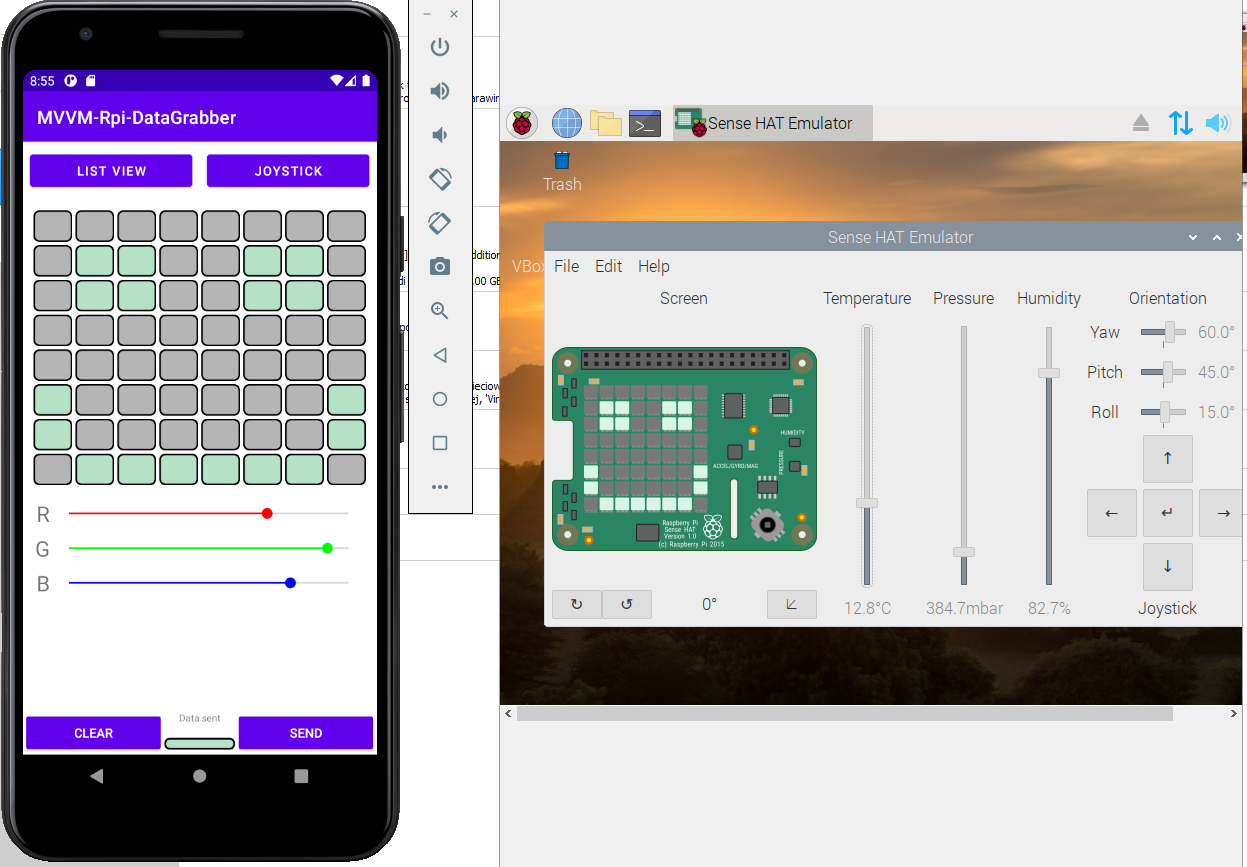 8:55
MVVM-Rpi-DataGrabber
LIST VIEW
JOYSTICK
R
G
B
Data sent
CLEAR
SEND
Sense HAT Emulator
Trash
Sense HAT Emulator
VBox
File Edit Help
Screen
Temperature
Pressure
Humidity
Orientation
Yaw 60.0°
Pitch 45.0°
Roll 15.0°
HUMIDITY
PRESSURE
ACCEL/GYRO/MAG
Raspberry Pi
Sense HAT
Version 1.0
(c) Raspberry Pi 2015
0°
12.8°C
384.7mbar
82.7%
Joystick